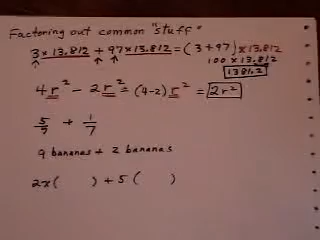 Factoring out common "stuff"
3 x 13.812 + 97 x 13.812 = (3 + 97) x 13.812
100 x 13.812
1381.2
4r² - 2r² = (4-2)r² = 2r²
5/7 + 1/7
9 bananas + 2 bananas
2x( ) + 5( )